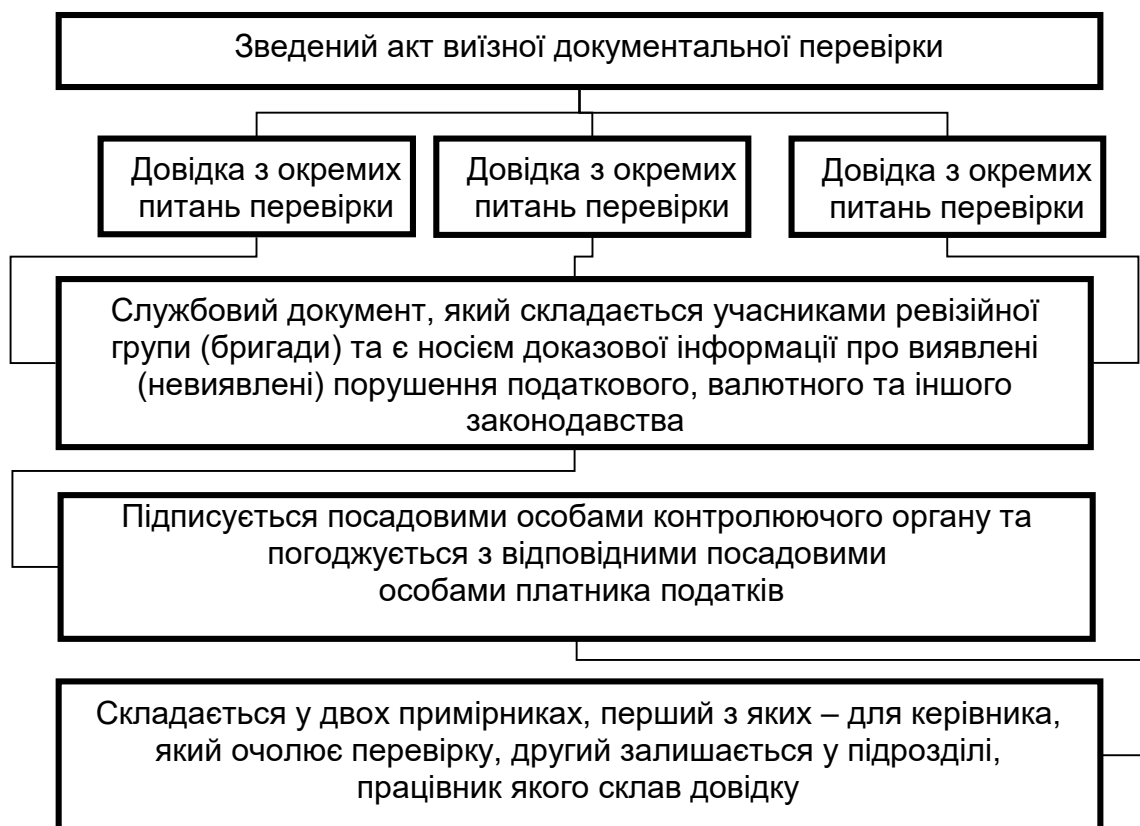 Зведений акт виїзної документальної перевірки
Довідка з окремих
питань перевірки
Довідка з окремих
питань перевірки
Довідка з окремих
питань перевірки
Службовий документ, який складається учасниками ревізійної
групи (бригади) та є носієм доказової інформації про виявлені
(невиявлені) порушення податкового, валютного та іншого
законодавства
Підписується посадовими особами контролюючого органу та
погоджується з відповідними посадовими
особами платника податків
Складається у двох примірниках, перший з яких – для керівника,
який очолює перевірку, другий залишається у підрозділі,
працівник якого склав довідку